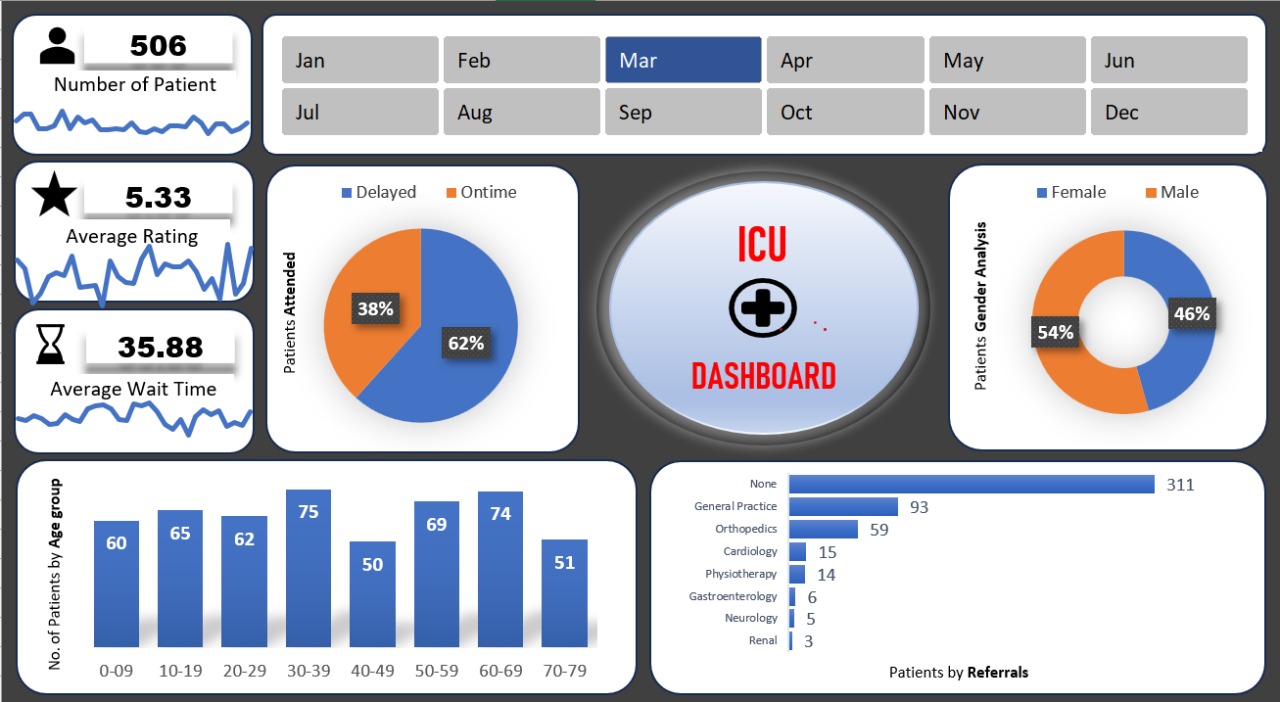 506
Number of Patient
Jan
Feb
Mar
Apr
May
Jun
Jul
Aug
Sep
Oct
Nov
Dec
5.33
Average Rating
35.88
Average Wait Time
Delayed
Ontime
Patients Attended
38%
62%
ICU
DASHBOARD
Female
Male
Patients Gender Analysis
54%
46%
No. of Patients by Age group
60
65
62
75
50
69
74
51
0-09
10-19
20-29
30-39
40-49
50-59
60-69
70-79
None 311
General Practice 93
Orthopedics 59
Cardiology 15
Physiotherapy 14
Gastroenterology 6
Neurology 5
Renal 3
Patients by Referrals